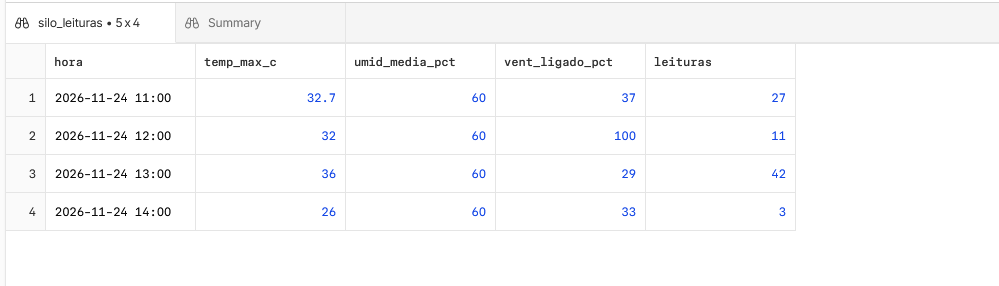 silo_leituras • 5 x 4 Summary
hora temp_max_c umid_media_pct vent_ligado_pct leituras
1 2026-11-24 11:00 32.7 60 37 27
2 2026-11-24 12:00 32 60 100 11
3 2026-11-24 13:00 36 60 29 42
4 2026-11-24 14:00 26 60 33 3